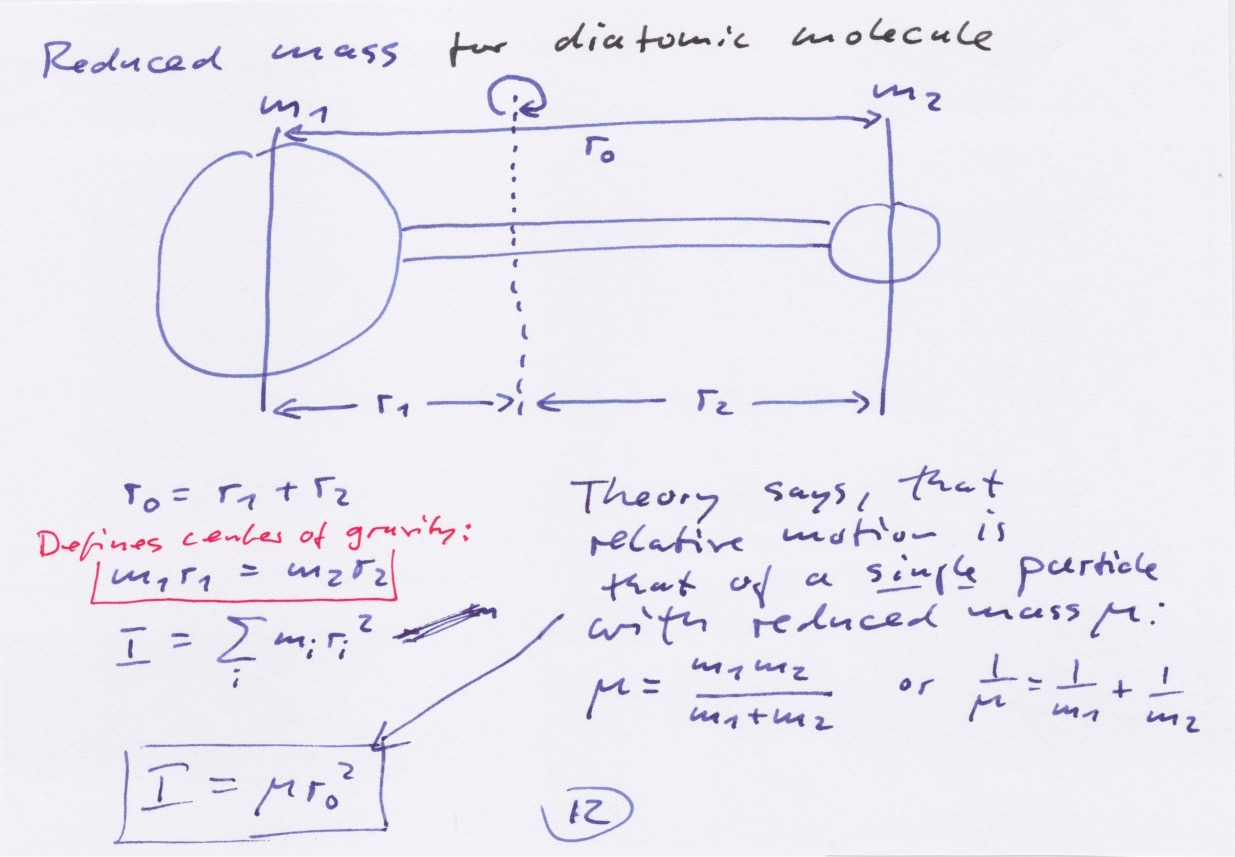 Reduced mass for diatomic molecule
m₁
m₂
r₀
r₁
r₂
r₀ = r₁ + r₂
Defines center of gravity:
m₁r₁ = m₂r₂
I = ∑ᵢ mᵢrᵢ²
I = μr₀²
Theory says, that
relative motion is
that of a single particle
with reduced mass μ:
μ = m₁m₂ / (m₁+m₂) or 1/μ = 1/m₁ + 1/m₂
12